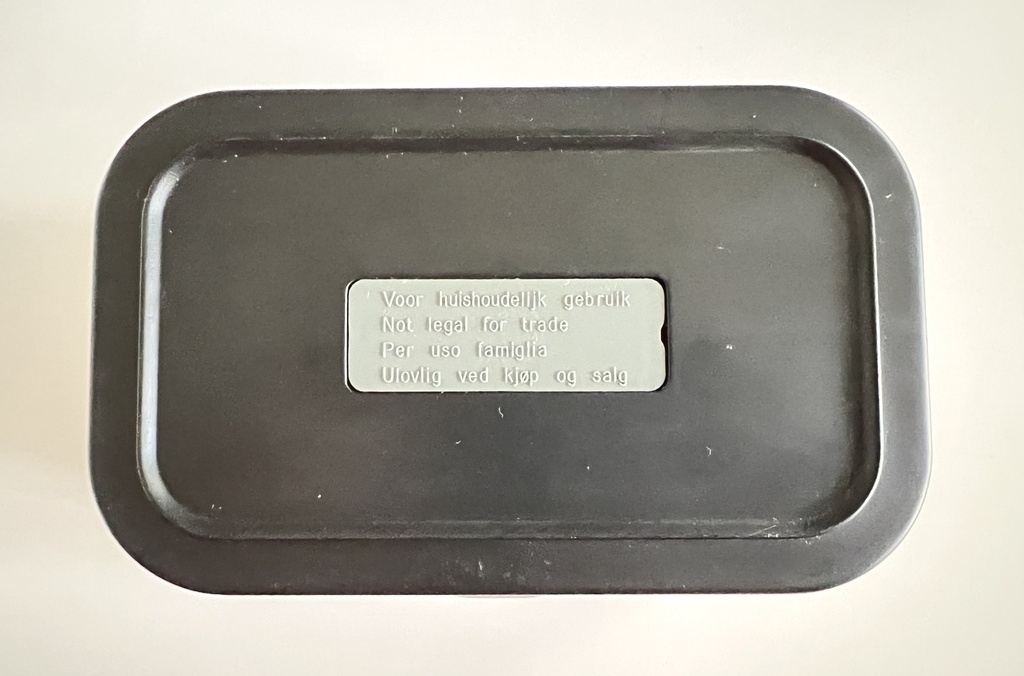 Voor huishoudelijk gebruik
Not legal for trade
Per uso famiglia
Ulovlig ved kjøp og salg